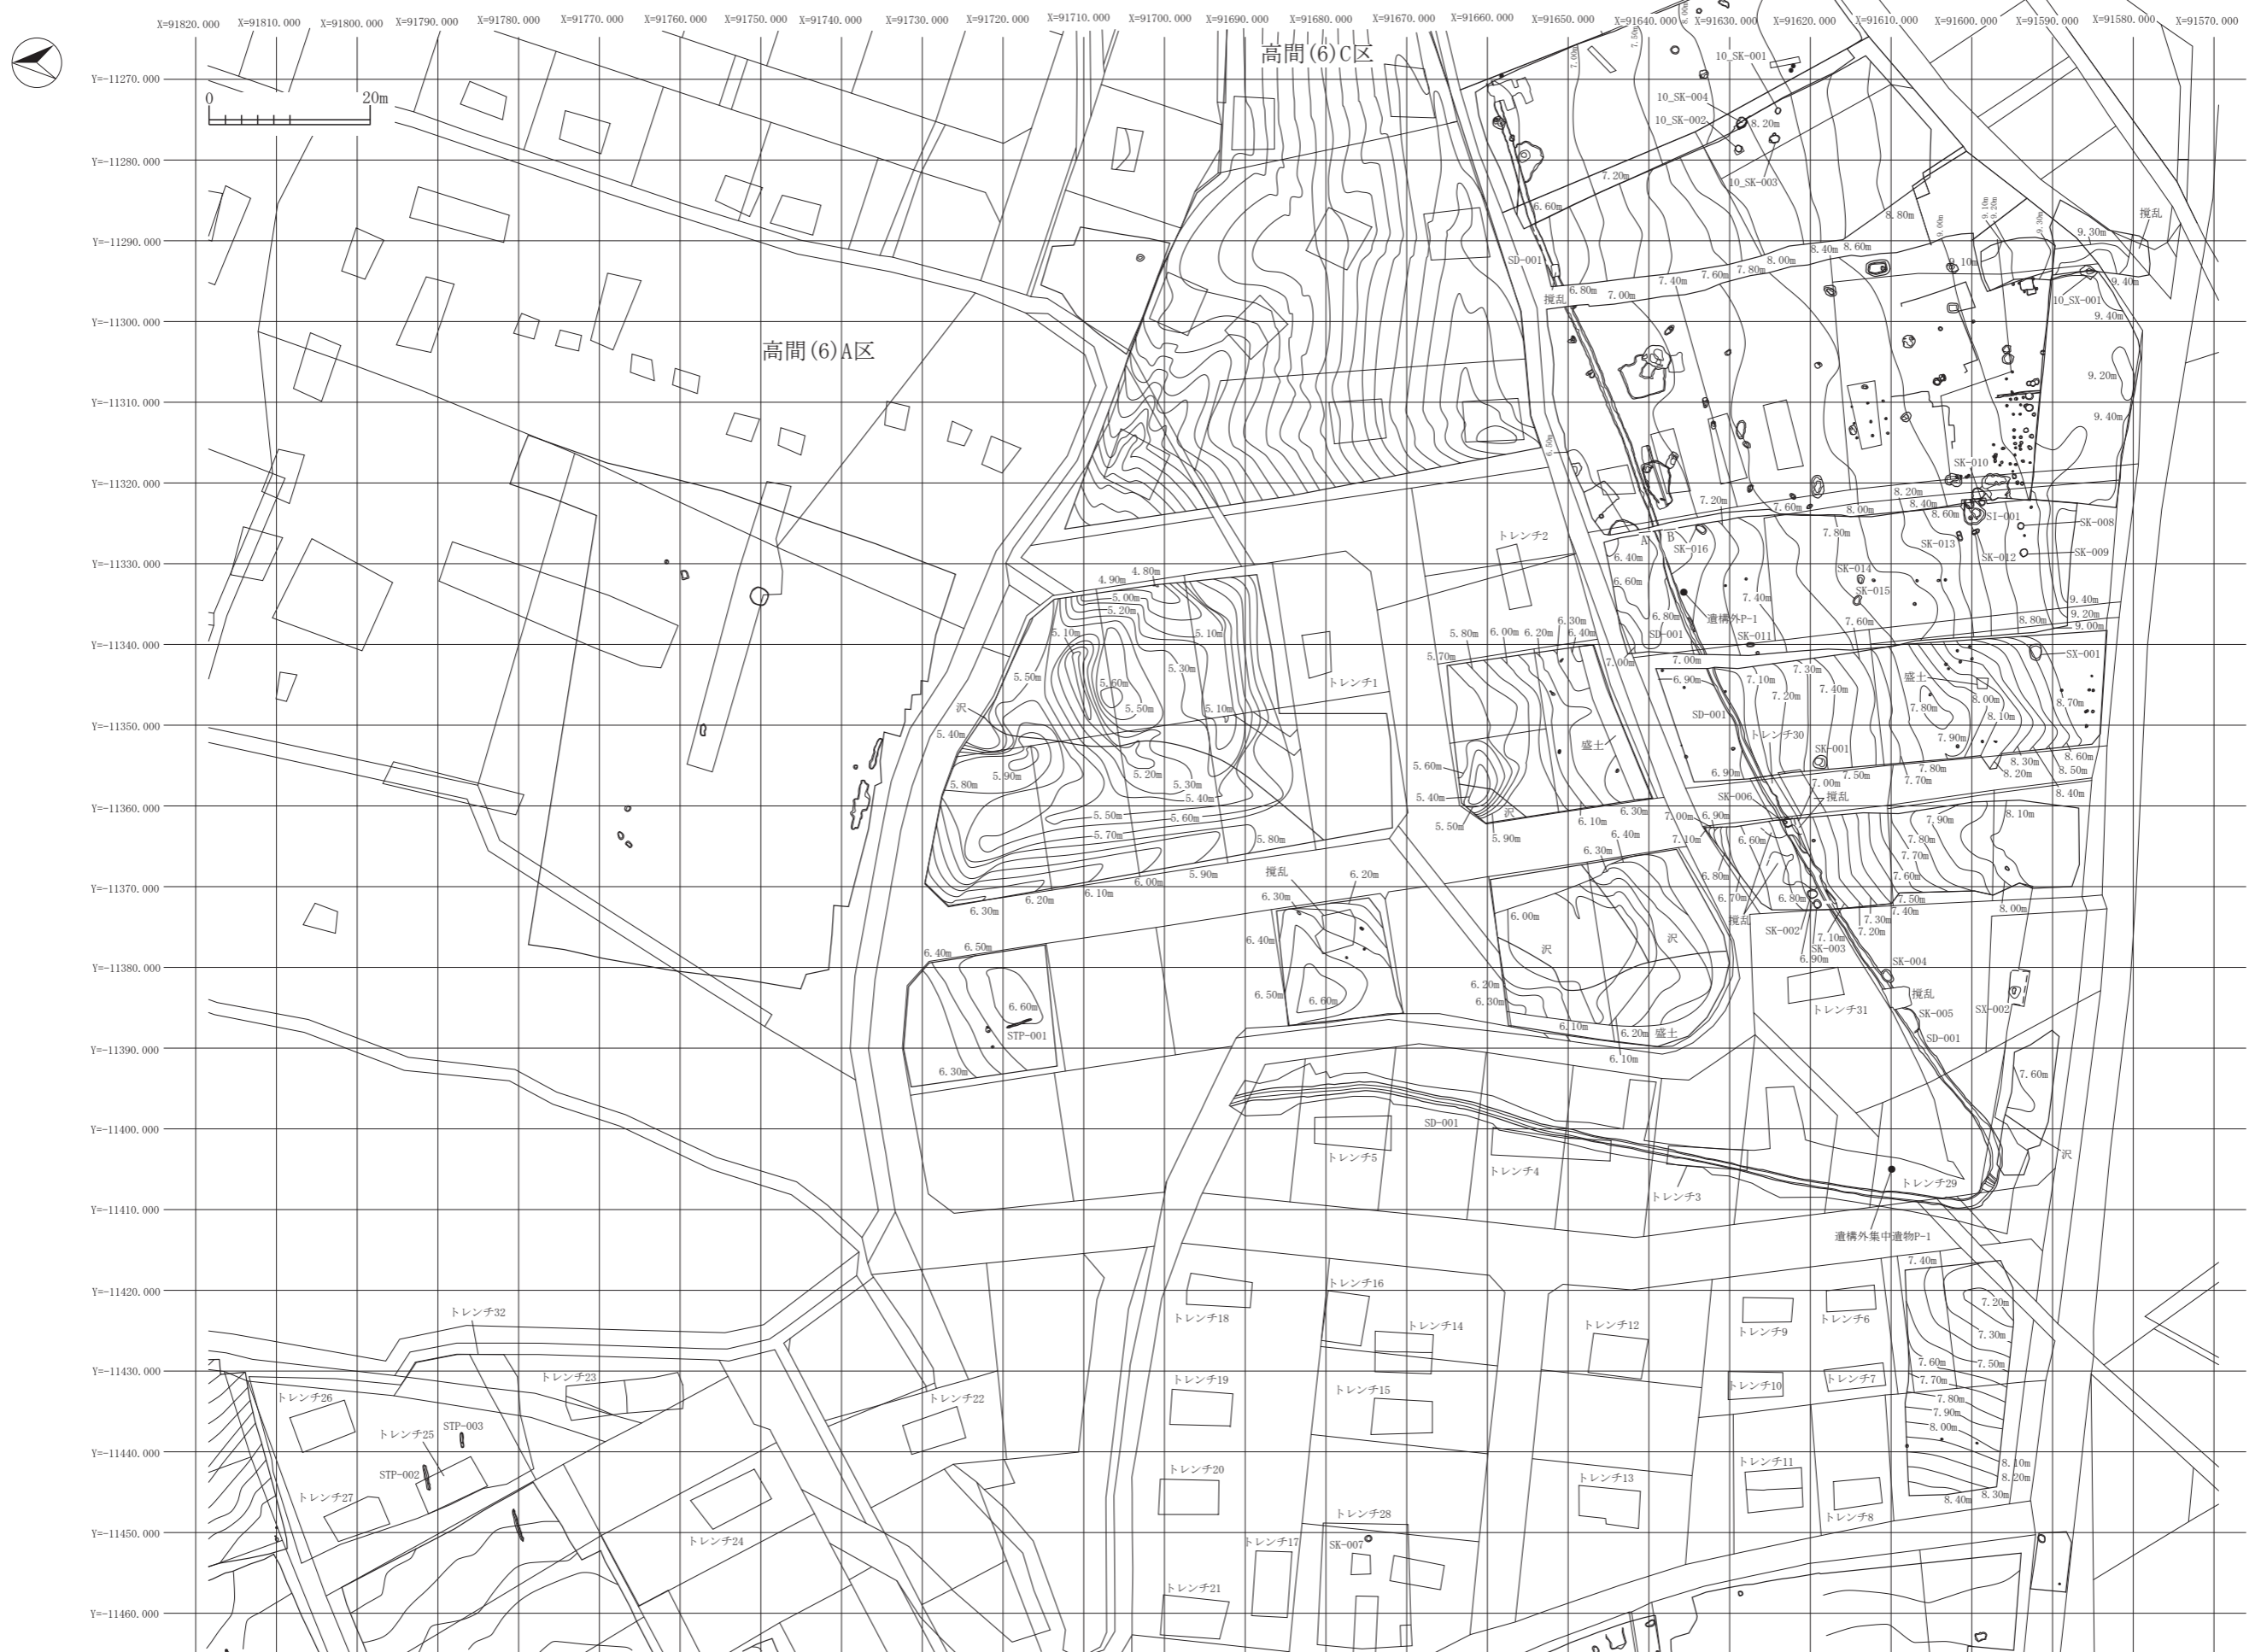 X=91820.000 X=91810.000 X=91800.000 X=91790.000 X=91780.000 X=91770.000 X=91760.000 X=91750.000 X=91740.000 X=91730.000 X=91720.000 X=91710.000 X=91700.000 X=91690.000 X=91680.000 X=91670.000 X=91660.000 X=91650.000 X=91640.000 X=91630.000 X=91620.000 X=91610.000 X=91600.000 X=91590.000 X=91580.000 X=91570.000
高間(6)C区
0 20m
Y=-11270.000
Y=-11280.000
Y=-11290.000
Y=-11300.000
Y=-11310.000
Y=-11320.000
Y=-11330.000
Y=-11340.000
Y=-11350.000
Y=-11360.000
Y=-11370.000
Y=-11380.000
Y=-11390.000
Y=-11400.000
Y=-11410.000
Y=-11420.000
Y=-11430.000
Y=-11440.000
Y=-11450.000
Y=-11460.000
高間(6)A区
7.00m
7.50m
8.00m
10_SK-001
10_SK-004
10_SK-002
8.20m
10_SK-003
7.20m
6.60m
8.80m
9.00m
9.10m
9.20m
9.30m
撹乱
9.30m
SD-001
8.40m 8.60m
8.00m
7.80m
7.60m
7.40m
7.00m
6.80m
撹乱
9.10m
9.40m
10_SX-001
9.40m
9.20m
9.40m
6.50m
SK-010
7.20m
7.60m
8.00m
8.20m
8.40m
8.60m
SI-001
SK-008
SK-009
SK-012
SK-013
7.80m
A B
SK-016
トレンチ2
6.40m
6.60m
SK-014
SK-015
7.40m
遺構外P-1
6.80m
SD-001
SK-011
7.60m
9.40m
9.20m
9.00m
8.80m
SX-001
4.80m
4.90m
5.00m
5.20m
5.10m
5.10m
5.30m
5.50m
5.60m
5.50m
5.10m
沢
5.40m
5.80m
5.90m
5.20m
5.30m
5.40m
5.50m
5.60m
5.70m
5.80m
5.90m
6.00m
6.10m
6.20m
6.30m
トレンチ1
5.70m
5.80m
6.00m
6.20m
6.30m
6.40m
7.00m
5.60m
5.40m
5.50m
5.90m
沢
盛土
6.10m
6.30m
7.00m
6.90m
SD-001
7.10m
7.20m
7.30m
7.40m
盛土
7.80m
7.90m
8.00m
8.10m
8.70m
8.60m
8.50m
8.40m
8.30m
8.20m
トレンチ30
SK-001
6.90m
7.00m
7.50m
7.70m
7.80m
SK-006
撹乱
7.00m
6.90m
7.10m
6.60m
6.80m
6.70m
撹乱
6.80m
SK-002
SK-003
6.90m
7.10m
7.20m
7.30m
7.40m
7.50m
7.60m
7.70m
7.80m
7.90m
8.10m
8.00m
撹乱
6.20m
6.30m
6.40m
6.50m
6.60m
6.40m
6.50m
6.60m
STP-001
6.30m
6.30m
6.40m
6.00m
沢
沢
6.20m
6.30m
6.10m
6.20m
盛土
6.10m
SK-004
撹乱
SK-005
SD-001
SX-002
トレンチ31
7.60m
沢
SD-001
トレンチ5
トレンチ4
トレンチ3
トレンチ29
遺構外集中遺物P-1
7.40m
7.20m
7.30m
7.50m
7.60m
7.70m
7.80m
7.90m
8.00m
8.10m
8.20m
8.30m
8.40m
トレンチ32
トレンチ18
トレンチ16
トレンチ14
トレンチ12
トレンチ9
トレンチ6
トレンチ26
トレンチ23
トレンチ22
トレンチ19
トレンチ15
トレンチ10
トレンチ7
トレンチ25
STP-003
STP-002
トレンチ27
トレンチ24
トレンチ20
トレンチ28
トレンチ13
トレンチ11
トレンチ8
トレンチ17
SK-007
トレンチ21